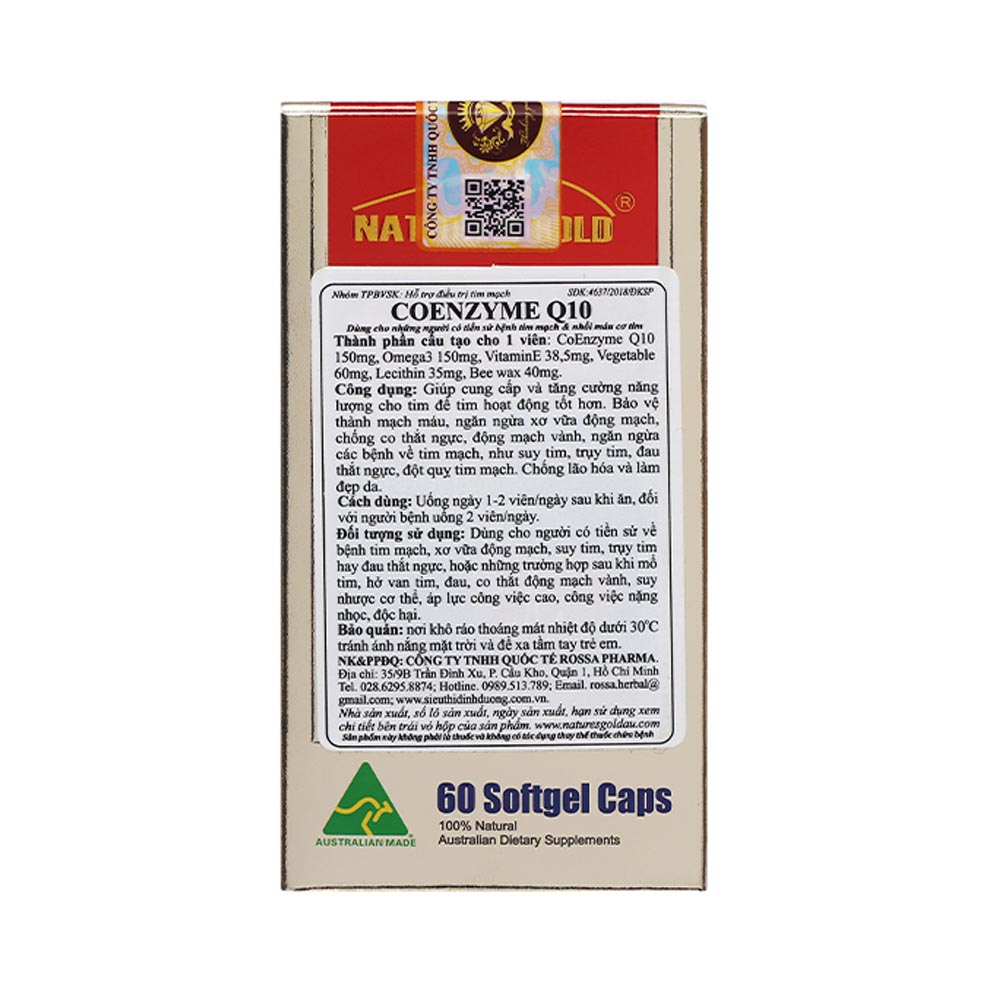 CÔNG TY TNHH QUỐC
NAT OLD ®
Nhóm TPBVSK: Hỗ trợ điều trị tim mạch SĐK:4637/2018/ĐKSP
COENZYME Q10
Dùng cho những người có tiền sử bệnh tim mạch & nhồi máu cơ tim
Thành phần cấu tạo cho 1 viên: CoEnzyme Q10
150mg, Omega3 150mg, VitaminE 38,5mg, Vegetable
60mg, Lecithin 35mg, Bee wax 40mg.
Công dụng: Giúp cung cấp và tăng cường năng
lượng cho tim để tim hoạt động tốt hơn. Bảo vệ
thành mạch máu, ngăn ngừa xơ vữa động mạch,
chống co thắt ngực, động mạch vành, ngăn ngừa
các bệnh về tim mạch, như suy tim, trụy tim, đau
thắt ngực, đột quỵ tim mạch. Chống lão hóa và làm
đẹp da.
Cách dùng: Uống ngày 1-2 viên/ngày sau khi ăn, đối
với người bệnh uống 2 viên/ngày.
Đối tượng sử dụng: Dùng cho người có tiền sử về
bệnh tim mạch, xơ vữa động mạch, suy tim, trụy tim
hay đau thắt ngực, hoặc những trường hợp sau khi mổ
tim, hở van tim, đau, co thắt động mạch vành, suy
nhược cơ thể, áp lực công việc cao, công việc nặng
nhọc, độc hại.
Bảo quản: nơi khô ráo thoáng mát nhiệt độ dưới 30°C
tránh ánh nắng mặt trời và để xa tầm tay trẻ em.
NK&PPĐQ: CÔNG TY TNHH QUỐC TẾ ROSSA PHARMA.
Địa chỉ: 35/9B Trần Đình Xu, P. Cầu Kho, Quận 1, Hồ Chí Minh
Tel. 028.6295.8874; Hotline. 0989.513.789; Email. rossa.herbal@
gmail.com; www.sieuthidinhduong.com.vn.
Nhà sản xuất, số lô sản xuất, ngày sản xuất, hạn sử dụng xem
chi tiết bên trái vỏ hộp của sản phẩm. www.naturesgoldau.com
Sản phẩm này không phải là thuốc và không có tác dụng thay thế thuốc chữa bệnh
AUSTRALIAN MADE
60 Softgel Caps
100% Natural
Australian Dietary Supplements